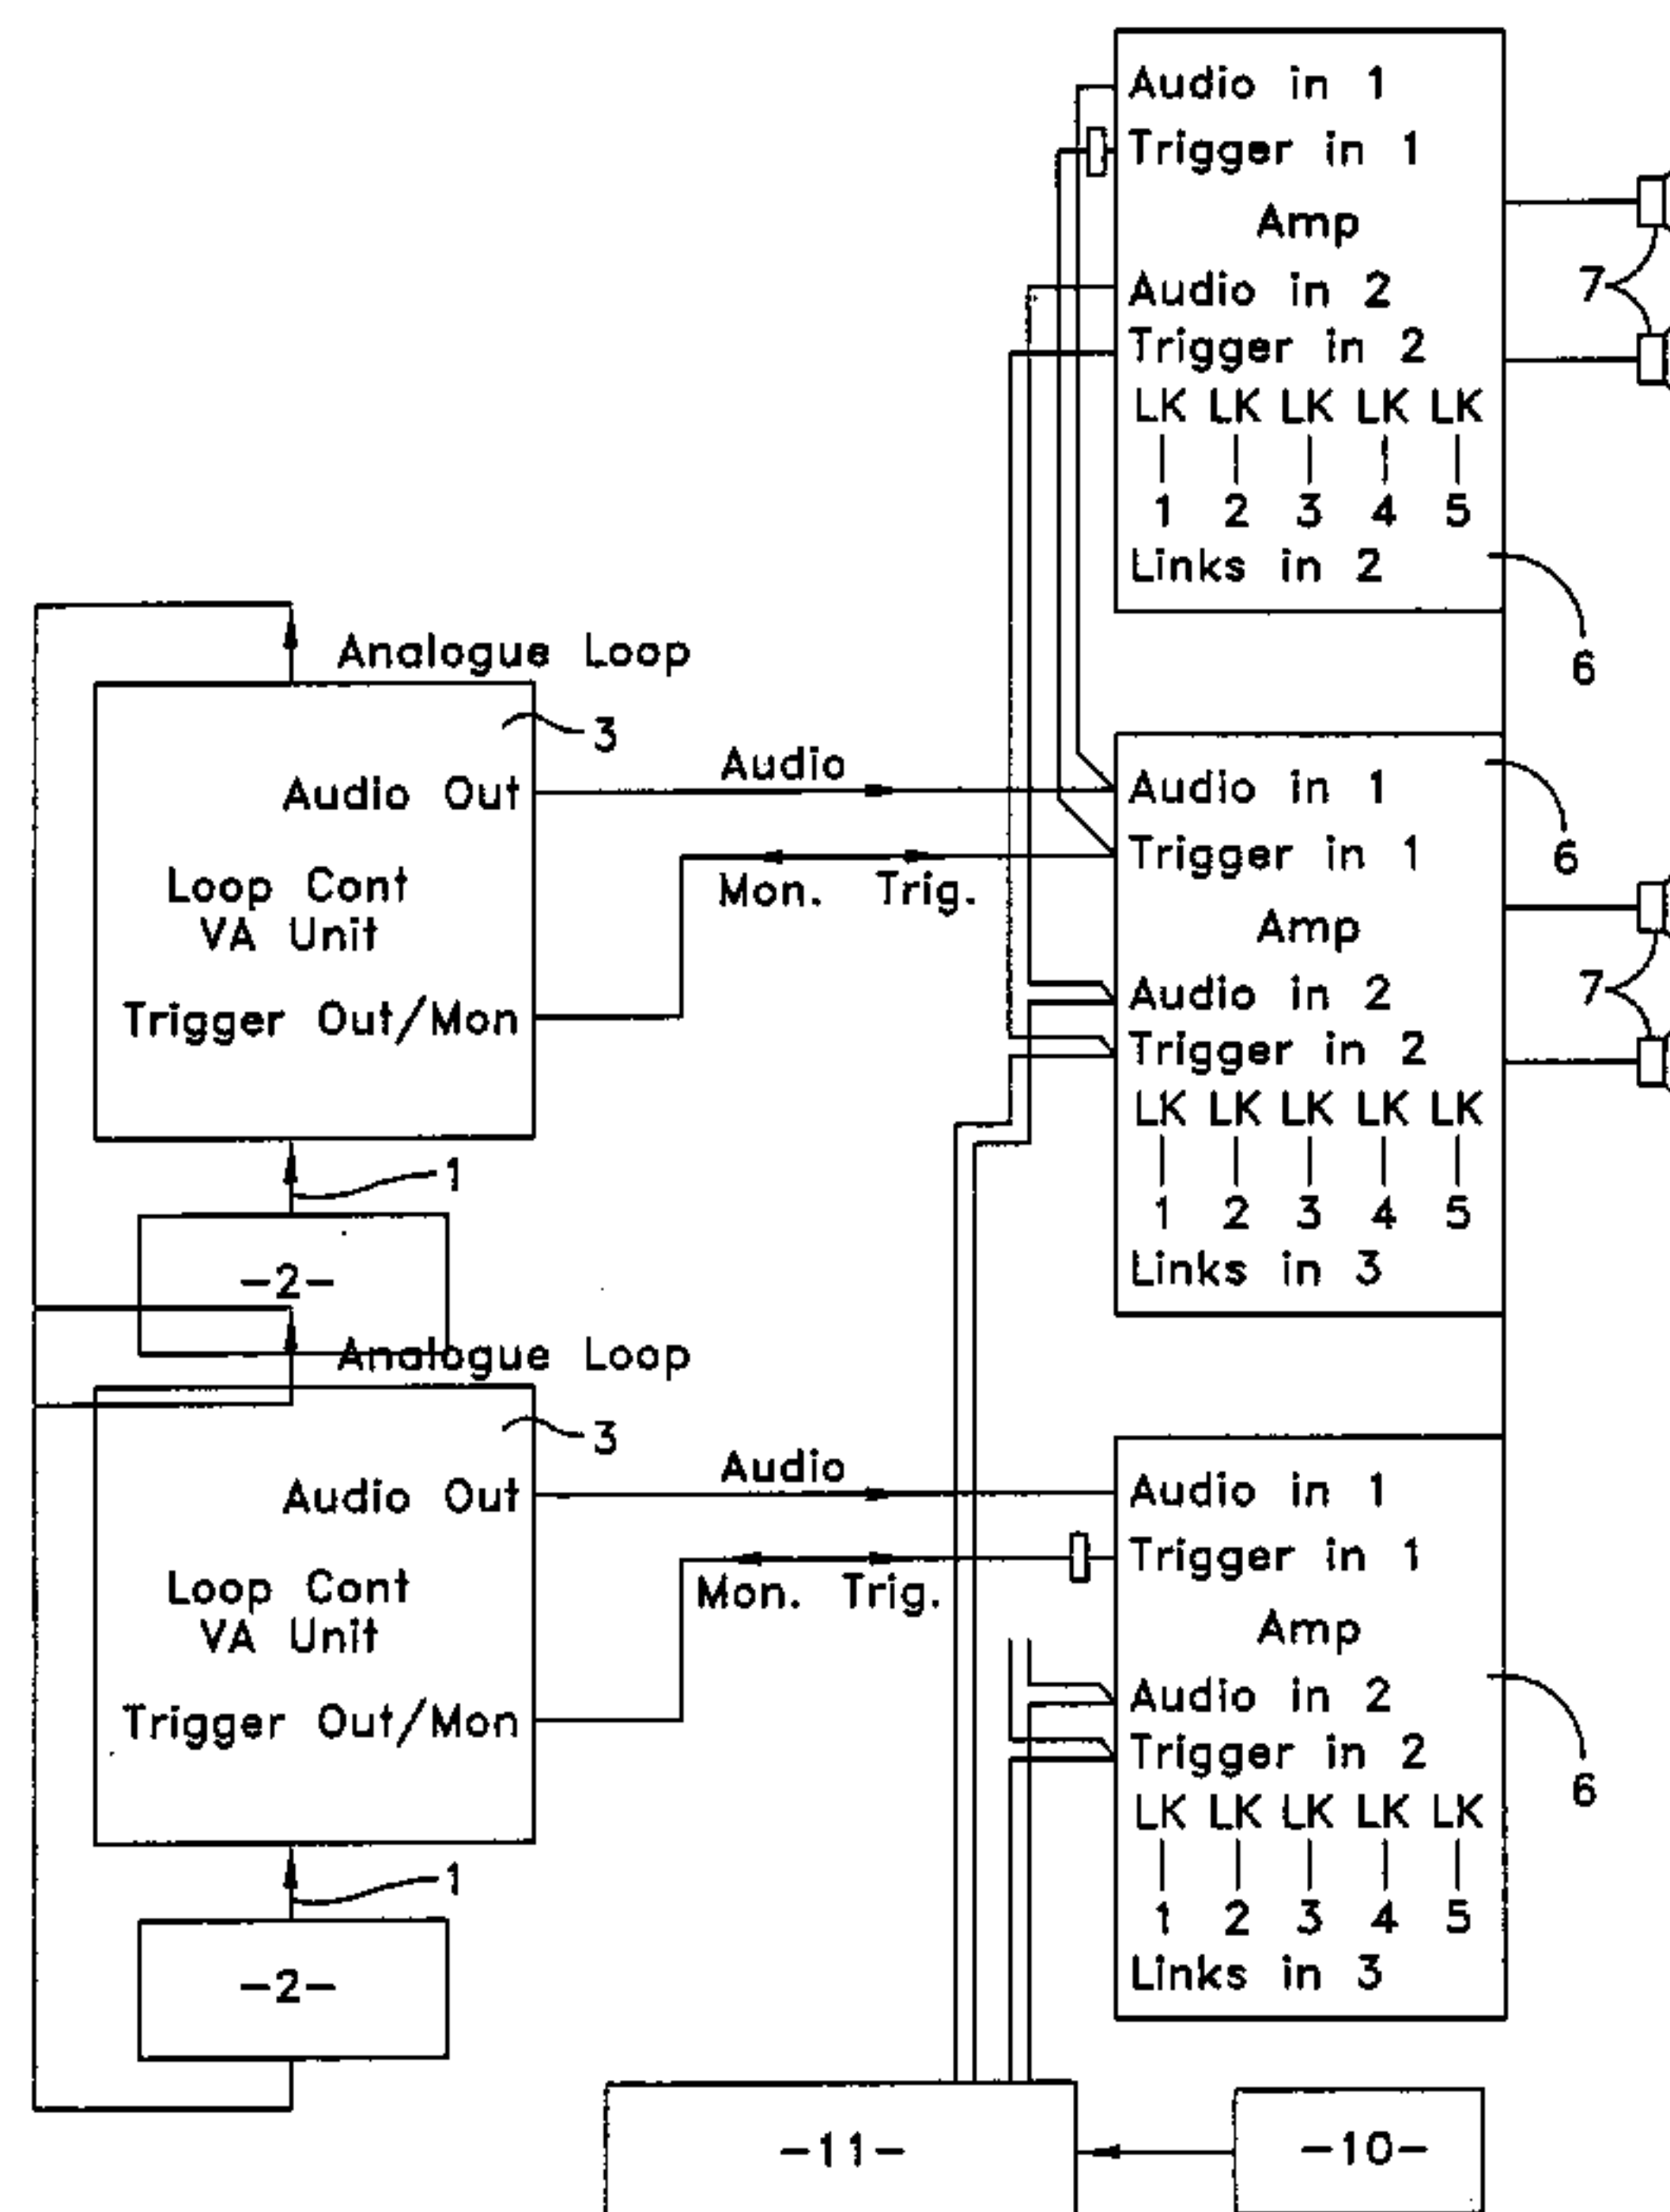 Audio in 1
Trigger in 1
Amp
Audio in 2
Trigger in 2
LK LK LK LK LK
1 2 3 4 5
Links in 2
7
6
Analogue Loop
3
Audio Out
Loop Cont
VA Unit
Trigger Out/Mon
Audio
Mon. Trig.
1
-2-
Audio in 1
Trigger in 1
Amp
Audio in 2
Trigger in 2
LK LK LK LK LK
1 2 3 4 5
Links in 3
6
7
Analogue Loop
3
Audio Out
Loop Cont
VA Unit
Trigger Out/Mon
Audio
Mon. Trig.
1
-2-
Audio in 1
Trigger in 1
Amp
Audio in 2
Trigger in 2
LK LK LK LK LK
1 2 3 4 5
Links in 3
6
-11-
-10-